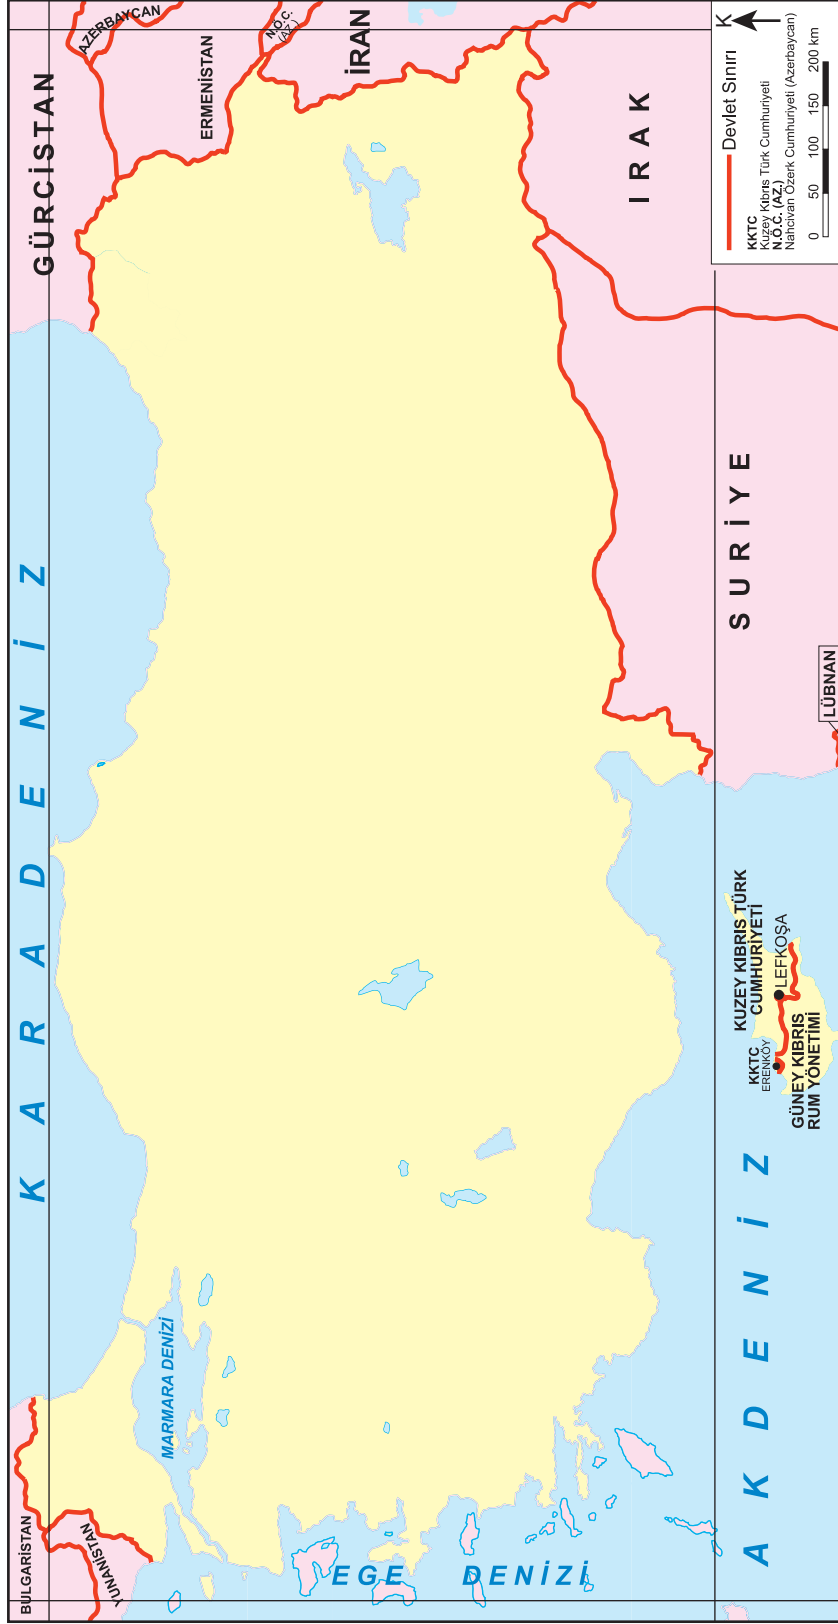 BULGARİSTAN
YUNANİSTAN
KARADENİZ
GÜRCİSTAN
AZERBAYCAN
ERMENİSTAN
N.Ö.C.
(AZ.)
İRAN
MARMARA DENİZİ
EGE DENİZİ
AKDENİZ
KUZEY KIBRIS TÜRK
CUMHURİYETİ
LEFKOŞA
KKTC
ERENKÖY
GÜNEY KIBRIS
RUM YÖNETİMİ
LÜBNAN
SURİYE
IRAK
K
Devlet Sınırı
KKTC
Kuzey Kıbrıs Türk Cumhuriyeti
N.Ö.C. (AZ.)
Nahcivan Özerk Cumhuriyeti (Azerbaycan)
0 50 100 150 200 km